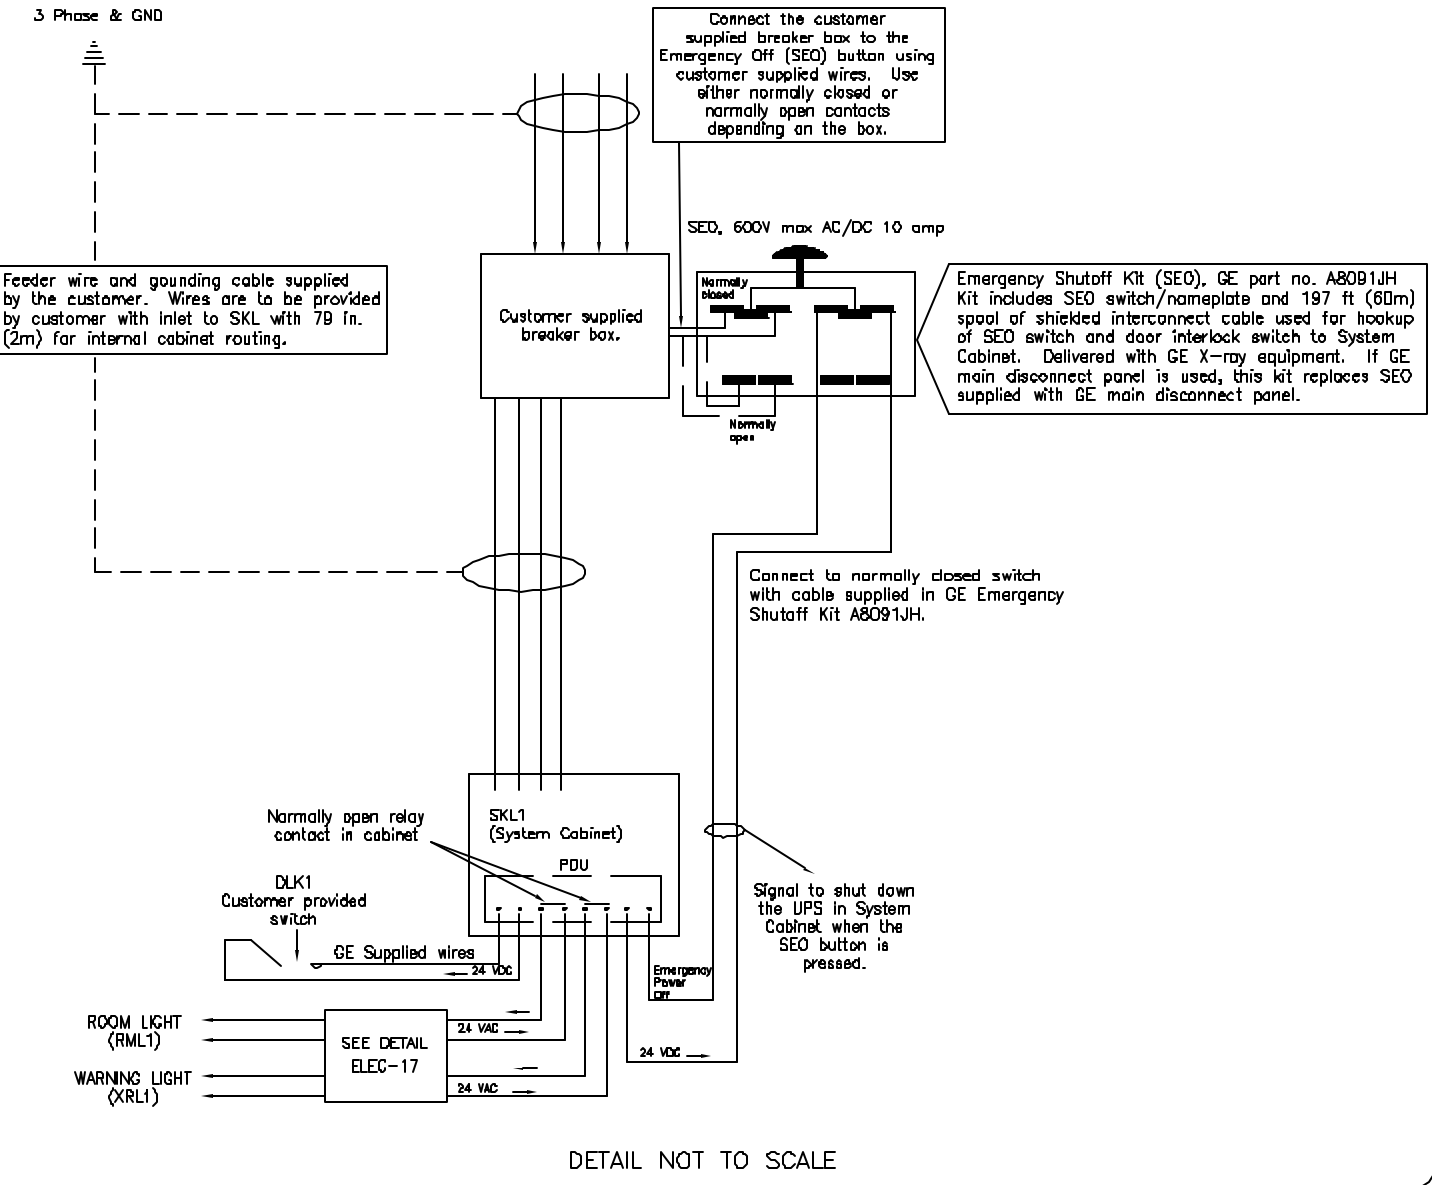 3 Phase & GND
Connect the customer
supplied breaker box to the
Emergency Off (SEO) button using
customer supplied wires. Use
either normally closed or
normally open contacts
depending on the box.
SEO, 600V max AC/DC 10 amp
Feeder wire and gounding cable supplied
by the customer. Wires are to be provided
by customer with inlet to SKL with 79 in.
(2m) for internal cabinet routing.
Customer supplied
breaker box.
Normally
closed
Normally
open
Emergency Shutoff Kit (SEO), GE part no. A8091JH
Kit includes SEO switch/nameplate and 197 ft (60m)
spool of shielded interconnect cable used for hookup
of SEO switch and door interlock switch to System
Cabinet. Delivered with GE X-ray equipment. If GE
main disconnect panel is used, this kit replaces SEO
supplied with GE main disconnect panel.
Connect to normally closed switch
with cable supplied in GE Emergency
Shutoff Kit A8091JH.
Normally open relay
contact in cabinet
SKL1
(System Cabinet)
PDU
DLK1
Customer provided
switch
GE Supplied wires
24 VDC
Emergency
Power
Off
Signal to shut down
the UPS in System
Cabinet when the
SEO button is
pressed.
ROOM LIGHT
(RML1)
WARNING LIGHT
(XRL1)
SEE DETAIL
ELEC-17
24 VAC
24 VAC
24 VDC
DETAIL NOT TO SCALE